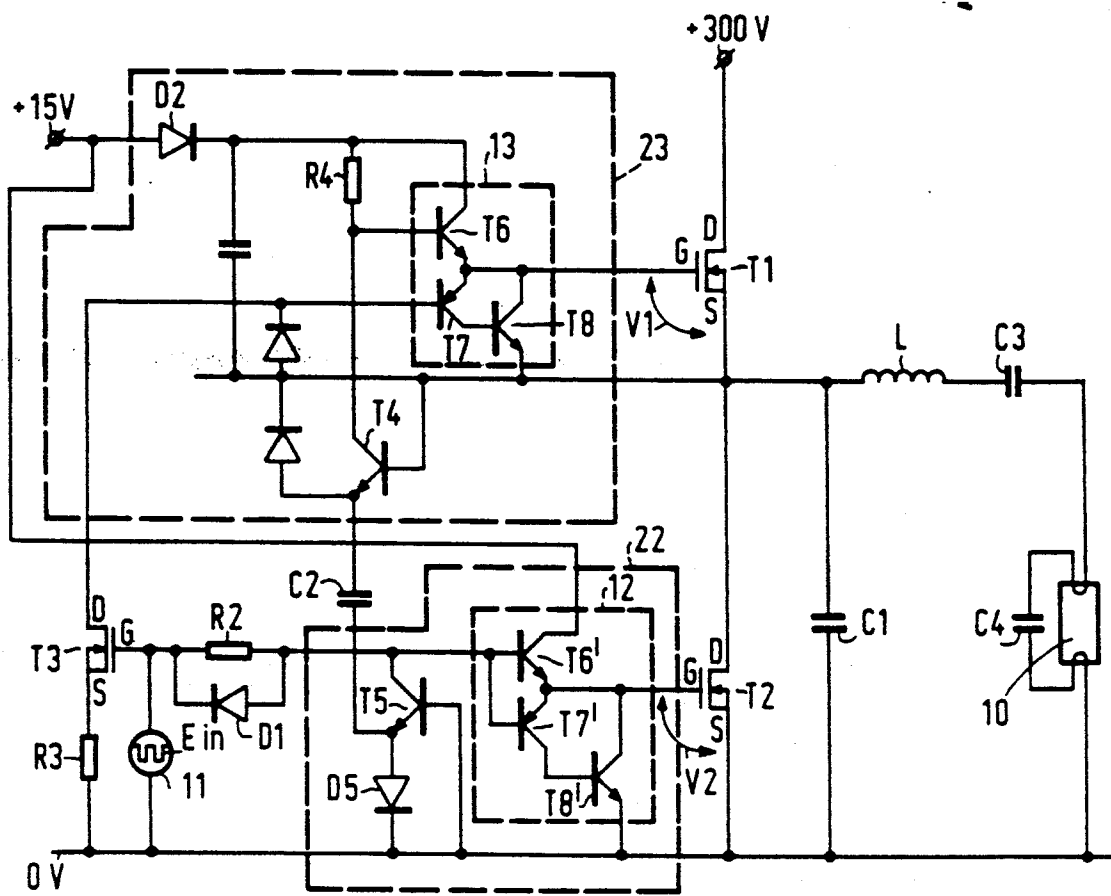 +300 V
+15V
D2
R4
13
23
T6
D
G
T1
S
V1
T8
T7
L
C3
T4
22
C2
12
D
G
R2
T3
S
T6'
D
G
C1
C4
T5
T2
S
T7'
E in
D1
10
R3
11
D5
T8'
V2
0 V